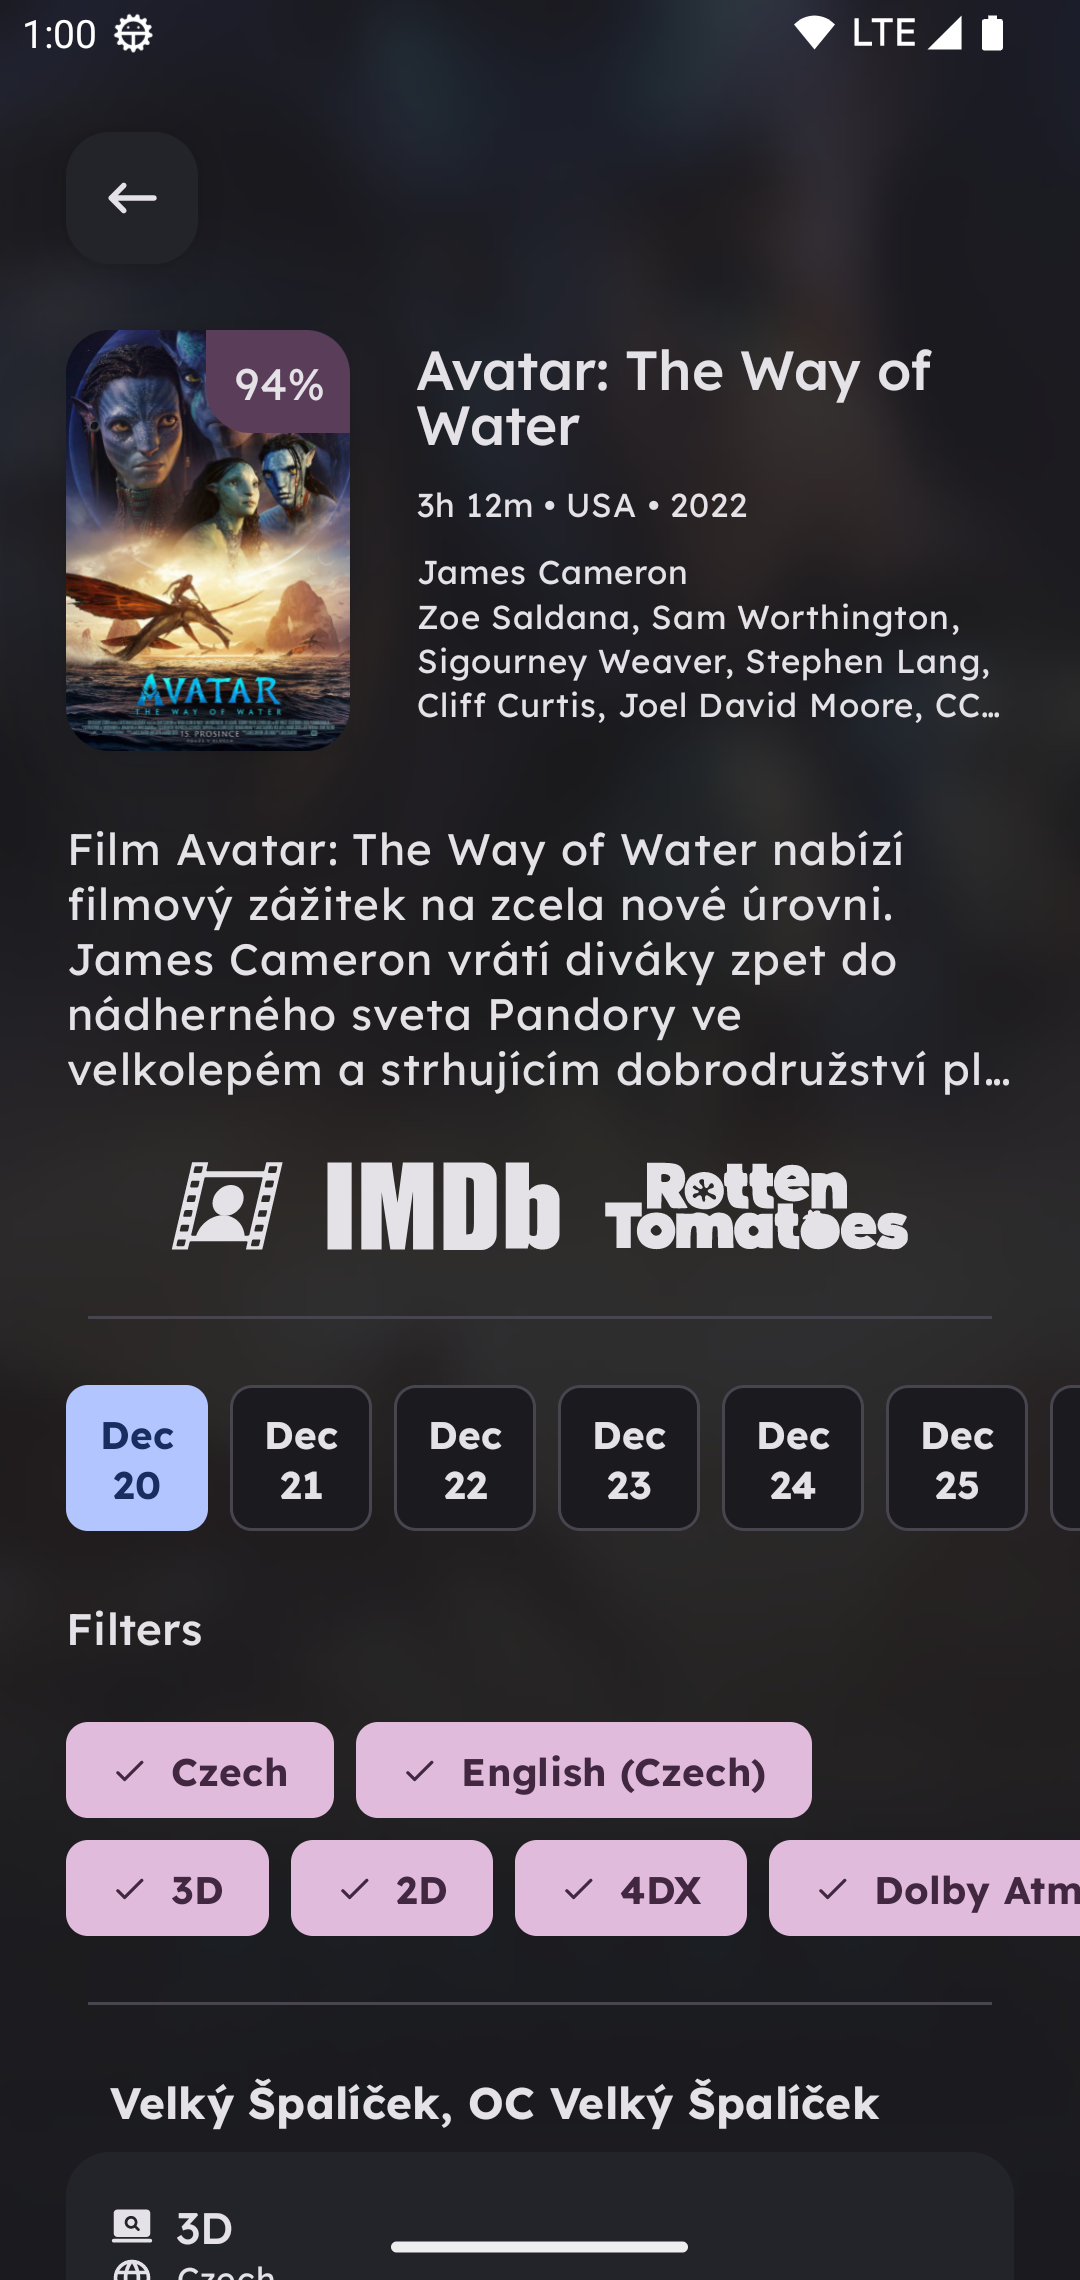 1:00
LTE
94%
AVATAR
THE WAY OF WATER
15. PROSINCE
Avatar: The Way of
Water
3h 12m • USA • 2022
James Cameron
Zoe Saldana, Sam Worthington,
Sigourney Weaver, Stephen Lang,
Cliff Curtis, Joel David Moore, CC…
Film Avatar: The Way of Water nabízí
filmový zážitek na zcela nové úrovni.
James Cameron vrátí diváky zpet do
nádherného sveta Pandory ve
velkolepém a strhujícím dobrodružství pl…
IMDb
Rotten
Tomatoes
Dec 20
Dec 21
Dec 22
Dec 23
Dec 24
Dec 25
Filters
Czech
English (Czech)
3D
2D
4DX
Dolby Atm
Velký Špalíček, OC Velký Špalíček
3D
Czech